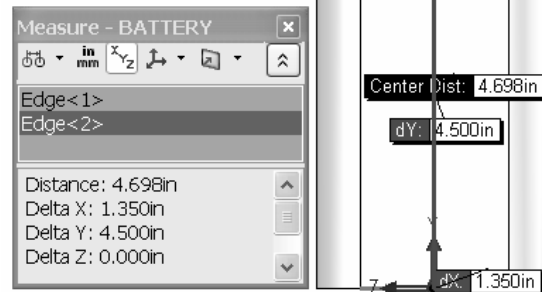 Measure - BATTERY
in
mm
XYZ
Edge<1>
Edge<2>
Distance: 4.698in
Delta X: 1.350in
Delta Y: 4.500in
Delta Z: 0.000in
Center Dist: 4.698in
dY: 4.500in
Y
Z
dX: 1.350in